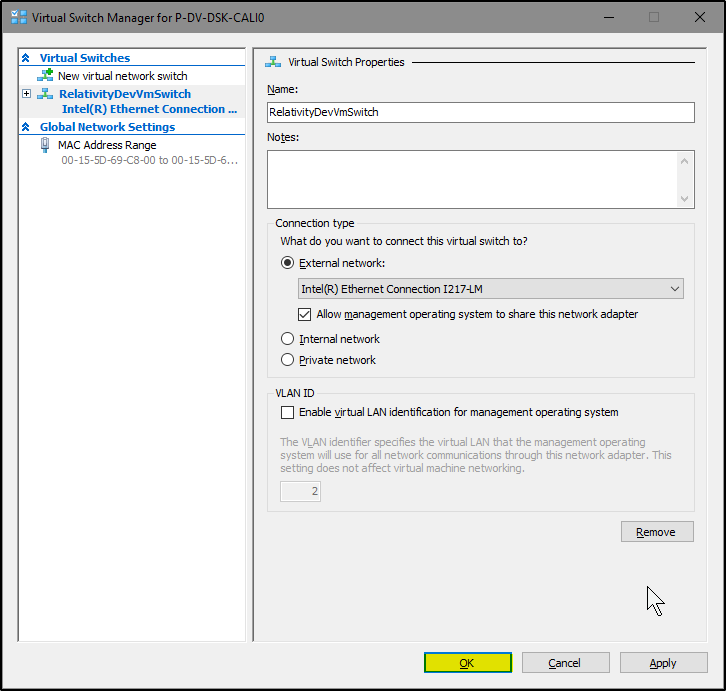 Virtual Switch Manager for P-DV-DSK-CALI0
Virtual Switches
New virtual network switch
RelativityDevVmSwitch
Intel(R) Ethernet Connection ...
Global Network Settings
MAC Address Range
00-15-5D-69-C8-00 to 00-15-5D-6...
Virtual Switch Properties
Name:
RelativityDevVmSwitch
Notes:
Connection type
What do you want to connect this virtual switch to?
External network:
Intel(R) Ethernet Connection I217-LM
Allow management operating system to share this network adapter
Internal network
Private network
VLAN ID
Enable virtual LAN identification for management operating system
The VLAN identifier specifies the virtual LAN that the management operating
system will use for all network communications through this network adapter. This
setting does not affect virtual machine networking.
2
Remove
OK
Cancel
Apply